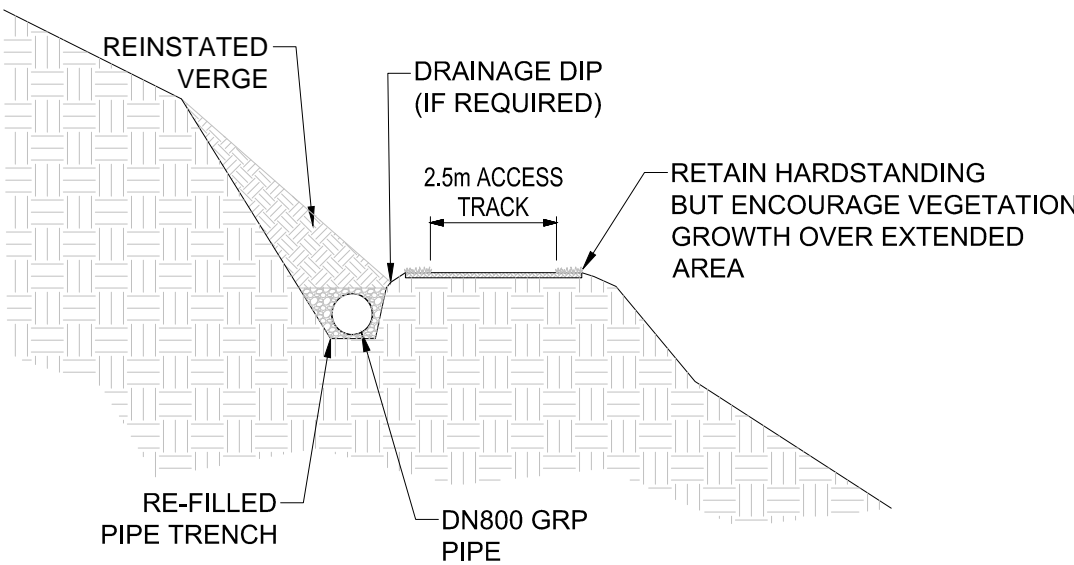 REINSTATED
VERGE
DRAINAGE DIP
(IF REQUIRED)
2.5m ACCESS
TRACK
RETAIN HARDSTANDING
BUT ENCOURAGE VEGETATION
GROWTH OVER EXTENDED
AREA
RE-FILLED
PIPE TRENCH
DN800 GRP
PIPE